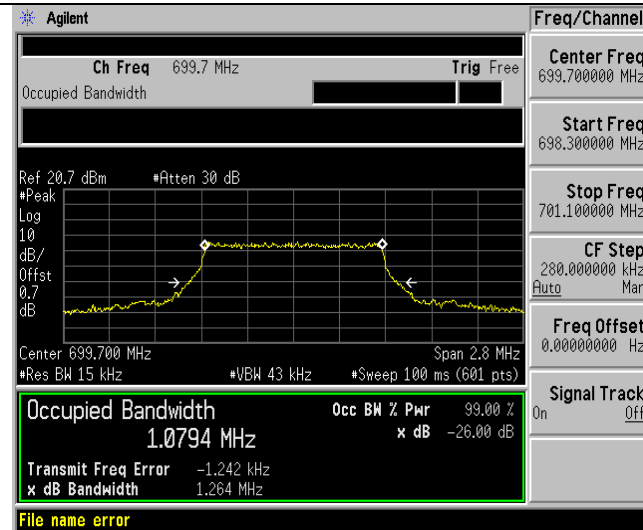 Agilent
Freq/Channel
Ch Freq 699.7 MHz Trig Free
Occupied Bandwidth
Center Freq
699.700000 MHz
Start Freq
698.300000 MHz
Stop Freq
701.100000 MHz
CF Step
280.000000 kHz
Auto Man
Freq Offset
0.00000000 Hz
Signal Track
On Off
Ref 20.7 dBm #Atten 30 dB
#Peak
Log
10
dB/
Offst
0.7
dB
Center 699.700 MHz Span 2.8 MHz
#Res BW 15 kHz #VBW 43 kHz #Sweep 100 ms (601 pts)
Occupied Bandwidth Occ BW % Pwr 99.00 %
1.0794 MHz x dB -26.00 dB
Transmit Freq Error -1.242 kHz
x dB Bandwidth 1.264 MHz
File name error